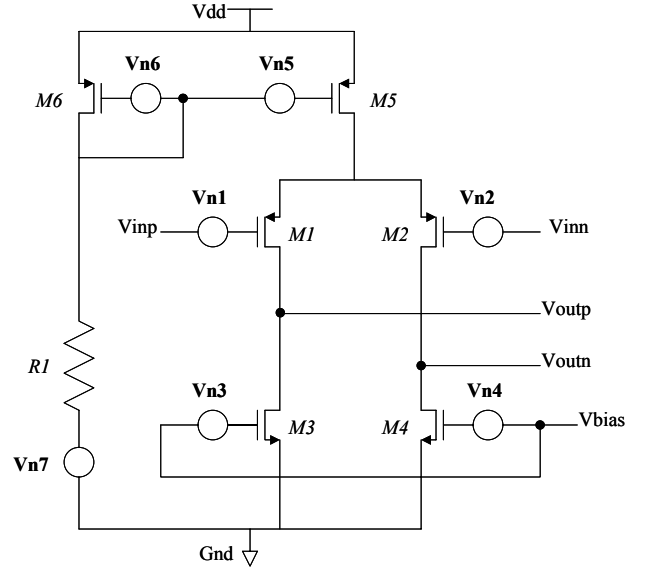 Vdd
Vn6 Vn5
M6 M5
Vn1 Vn2
Vinp M1 M2 Vinn
Voutp
R1 Voutn
Vn3 Vn4
M3 M4 Vbias
Vn7
Gnd